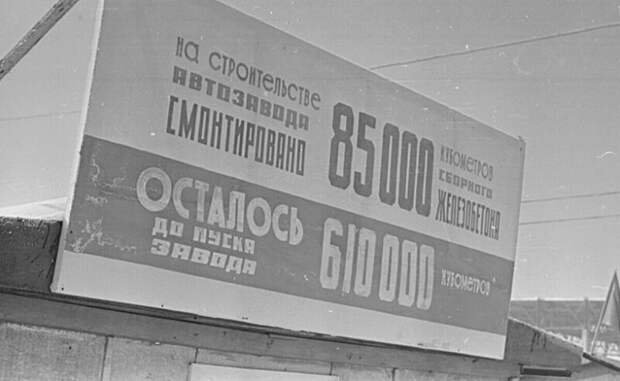 на строительстве
автозавода
смонтировано
85000
кубометров
сборного
железобетона
Осталось
до пуска
завода
610000
кубометров